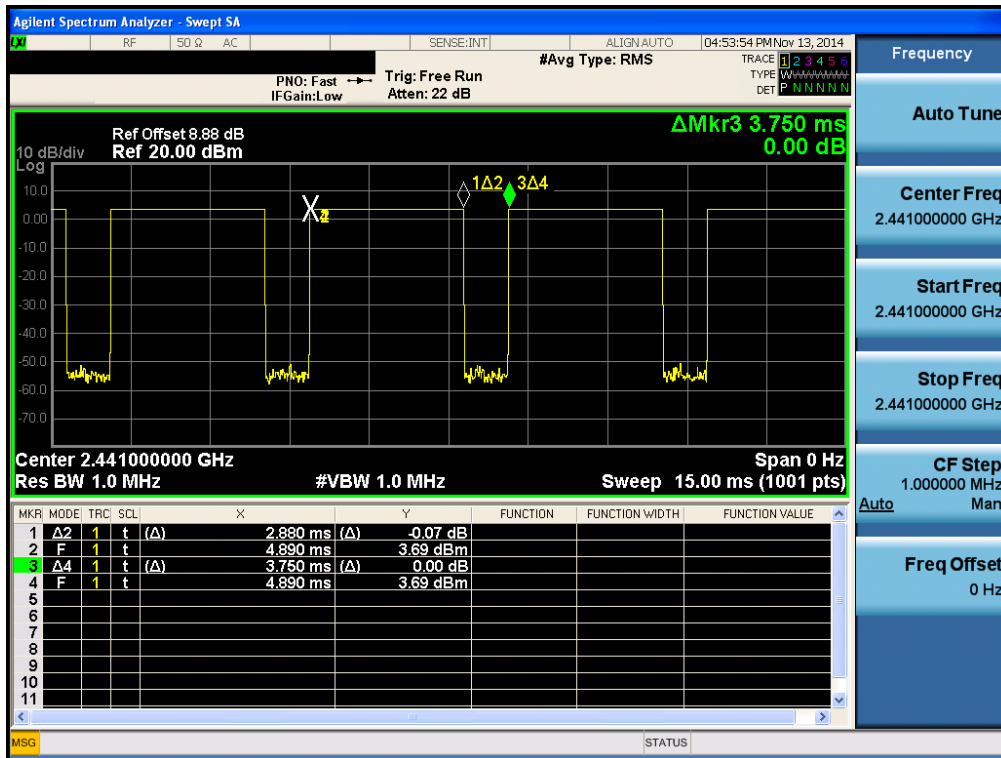 Agilent Spectrum Analyzer - Swept SA
LXI RF 50 Ω AC SENSE:INT ALIGN AUTO 04:53:54 PM Nov 13, 2014
#Avg Type: RMS TRACE 1 2 3 4 5 6
PNO: Fast Trig: Free Run TYPE W
IFGain:Low Atten: 22 dB DET P N N N N N
ΔMkr3 3.750 ms
0.00 dB
Ref Offset 8.88 dB
10 dB/div Ref 20.00 dBm
Log
10.0
0.00
-10.0
-20.0
-30.0
-40.0
-50.0
-60.0
-70.0
1Δ2 3Δ4
Center 2.441000000 GHz Span 0 Hz
Res BW 1.0 MHz #VBW 1.0 MHz Sweep 15.00 ms (1001 pts)
MKR MODE TRC SCL X Y FUNCTION FUNCTION WIDTH FUNCTION VALUE
1 Δ2 1 t (Δ) 2.880 ms (Δ) -0.07 dB
2 F 1 t 4.890 ms 3.69 dBm
3 Δ4 1 t (Δ) 3.750 ms (Δ) 0.00 dB
4 F 1 t 4.890 ms 3.69 dBm
5
6
7
8
9
10
11
MSG STATUS
Frequency
Auto Tune
Center Freq
2.441000000 GHz
Start Freq
2.441000000 GHz
Stop Freq
2.441000000 GHz
CF Step
1.000000 MHz
Auto Man
Freq Offset
0 Hz